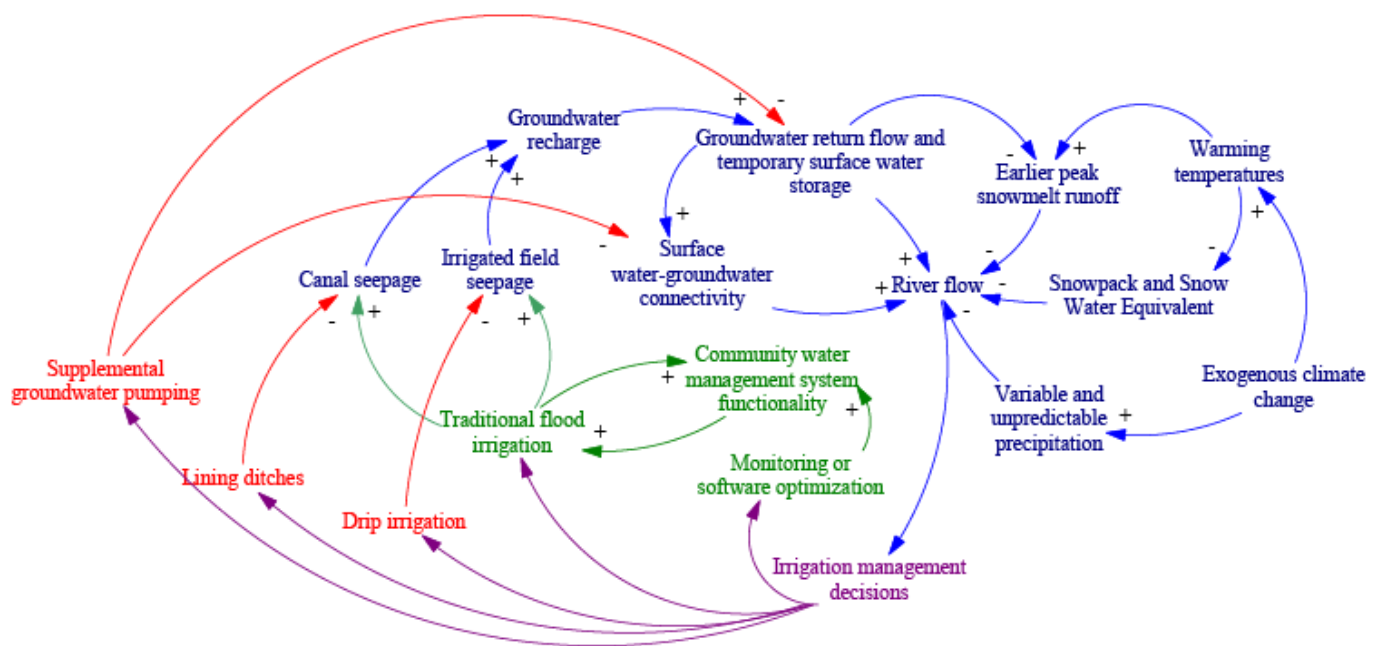 +
-
Groundwater
recharge
Groundwater return flow and
temporary surface water
storage
Warming
temperatures
Earlier peak
snowmelt runoff
+
+
-
+
+
-
Surface
water-groundwater
connectivity
Irrigated field
seepage
Canal seepage
+
-
+
-
+
River flow
-
-
-
Snowpack and Snow
Water Equivalent
-
+
-
+
Supplemental
groundwater pumping
Community water
management system
functionality
+
+
Traditional flood
irrigation
+
Variable and
unpredictable
precipitation
+
Exogenous climate
change
Monitoring or
software optimization
Lining ditches
Drip irrigation
Irrigation management
decisions